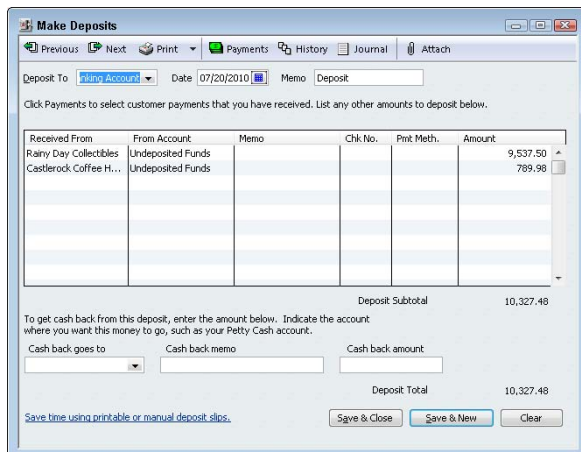 Make Deposits
Previous Next Print Payments History Journal Attach
Deposit To nking Accou Date 07/20/2010 Memo Deposit
Click Payments to select customer payments that you have received. List any other amounts to deposit below.
Received From From Account Memo Chk No. Pmt Meth. Amount
Rainy Day Collectibles Undeposited Funds 9,537.50
Castlerock Coffee H... Undeposited Funds 789.98
Deposit Subtotal 10,327.48
To get cash back from this deposit, enter the amount below. Indicate the account
where you want this money to go, such as your Petty Cash account.
Cash back goes to Cash back memo Cash back amount
Deposit Total 10,327.48
Save time using printable or manual deposit slips. Save & Close Save & New Clear